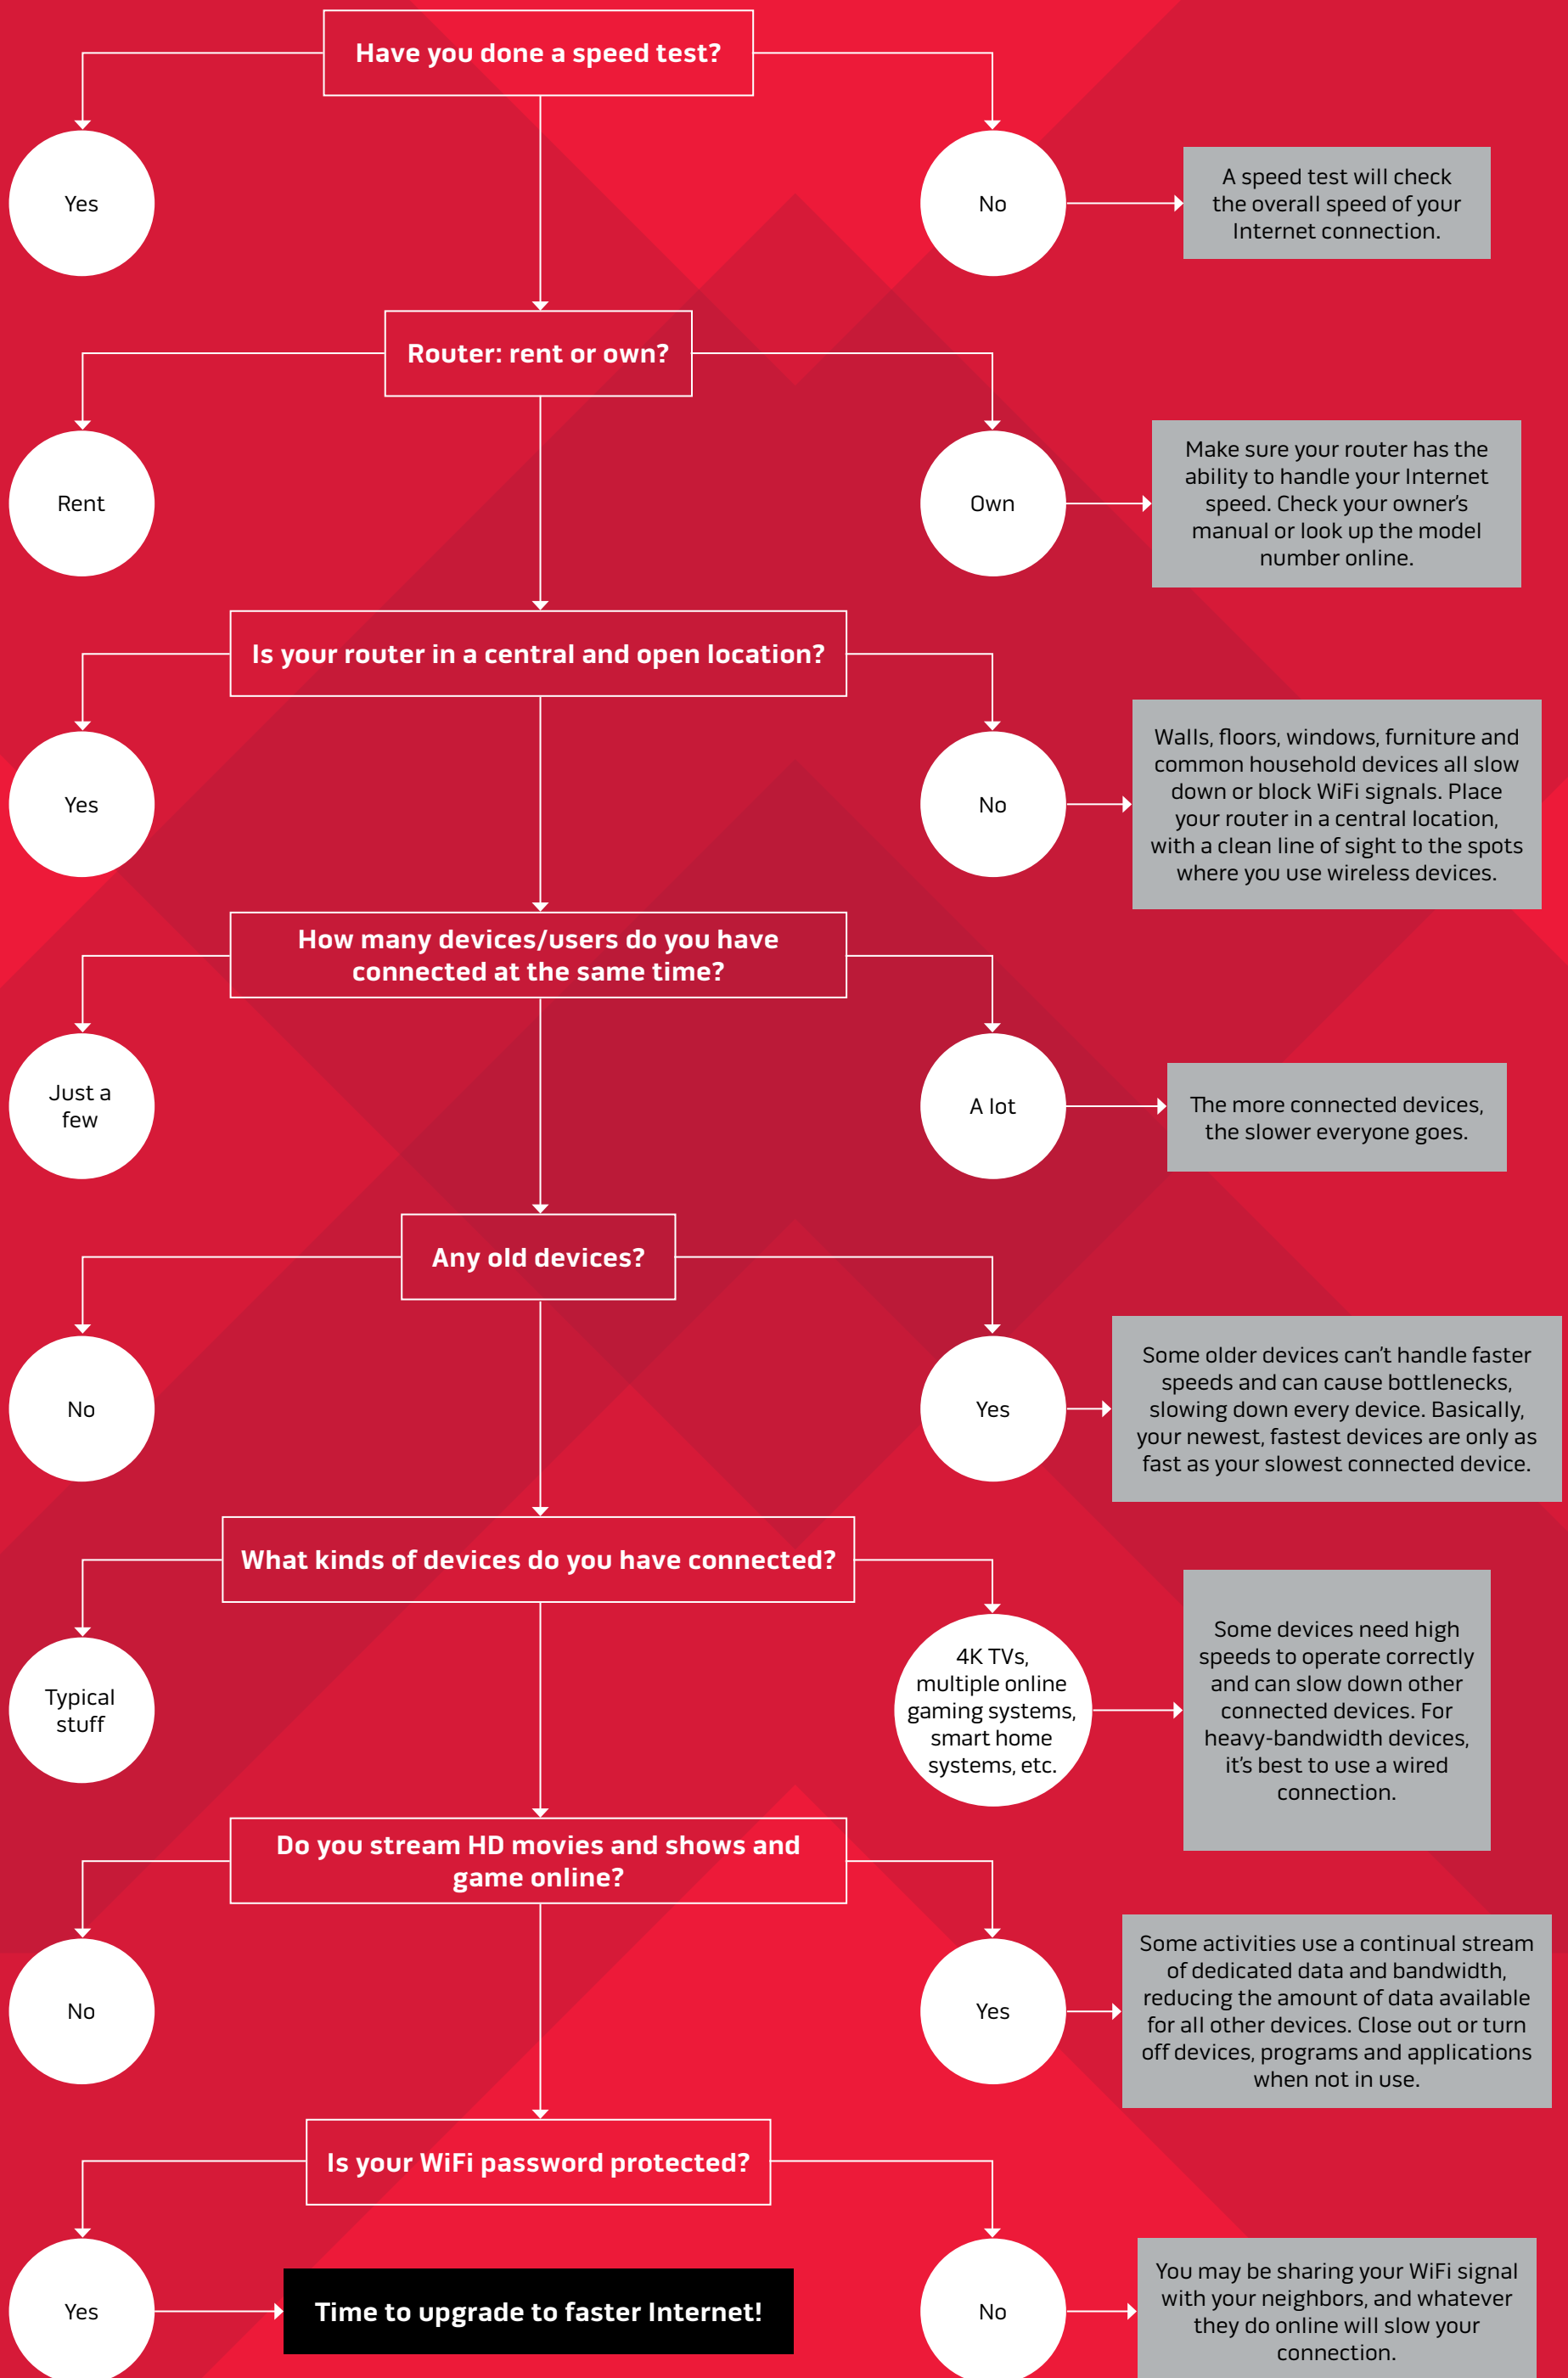 Have you done a speed test?
Yes
No
A speed test will check
the overall speed of your
Internet connection.
Router: rent or own?
Rent
Own
Make sure your router has the
ability to handle your Internet
speed. Check your owner's
manual or look up the model
number online.
Is your router in a central and open location?
Yes
No
Walls, floors, windows, furniture and
common household devices all slow
down or block WiFi signals. Place
your router in a central location,
with a clean line of sight to the spots
where you use wireless devices.
How many devices/users do you have
connected at the same time?
Just a
few
A lot
The more connected devices,
the slower everyone goes.
Any old devices?
No
Yes
Some older devices can't handle faster
speeds and can cause bottlenecks,
slowing down every device. Basically,
your newest, fastest devices are only as
fast as your slowest connected device.
What kinds of devices do you have connected?
Typical
stuff
4K TVs,
multiple online
gaming systems,
smart home
systems, etc.
Some devices need high
speeds to operate correctly
and can slow down other
connected devices. For
heavy-bandwidth devices,
it's best to use a wired
connection.
Do you stream HD movies and shows and
game online?
No
Yes
Some activities use a continual stream
of dedicated data and bandwidth,
reducing the amount of data available
for all other devices. Close out or turn
off devices, programs and applications
when not in use.
Is your WiFi password protected?
Yes
Time to upgrade to faster Internet!
No
You may be sharing your WiFi signal
with your neighbors, and whatever
they do online will slow your
connection.